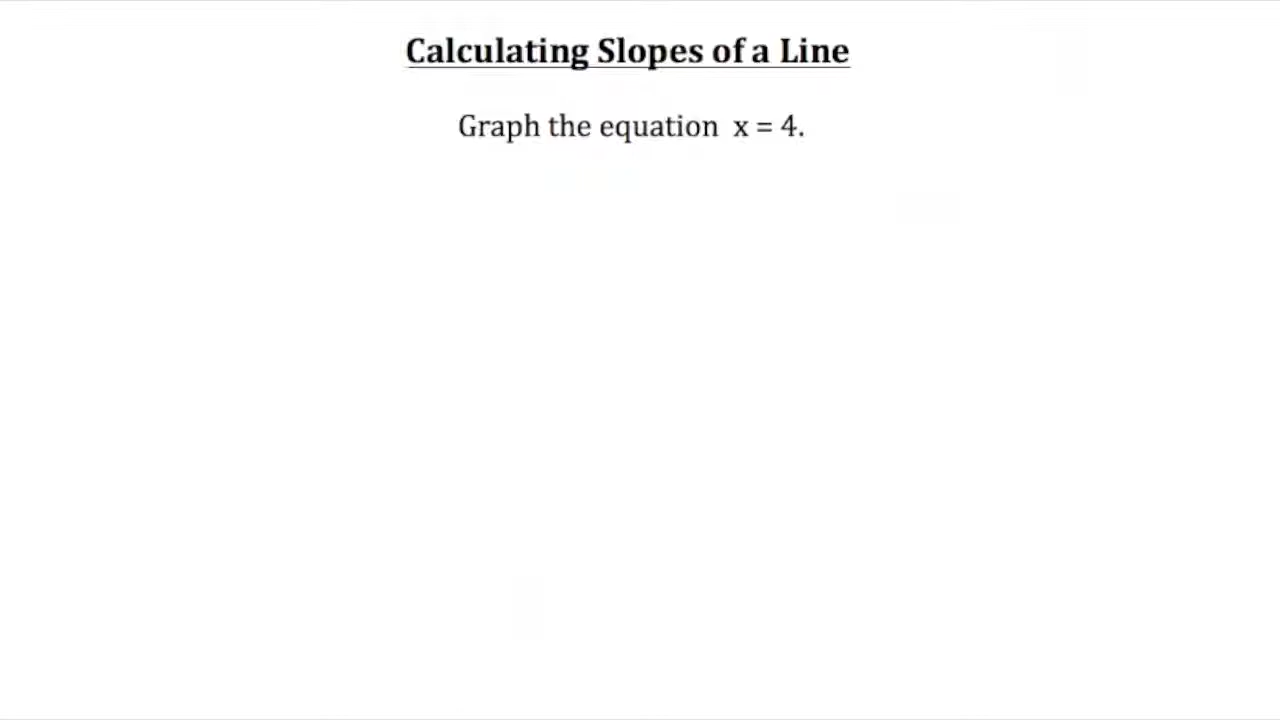 Calculating Slopes of a Line
Graph the equation x = 4.